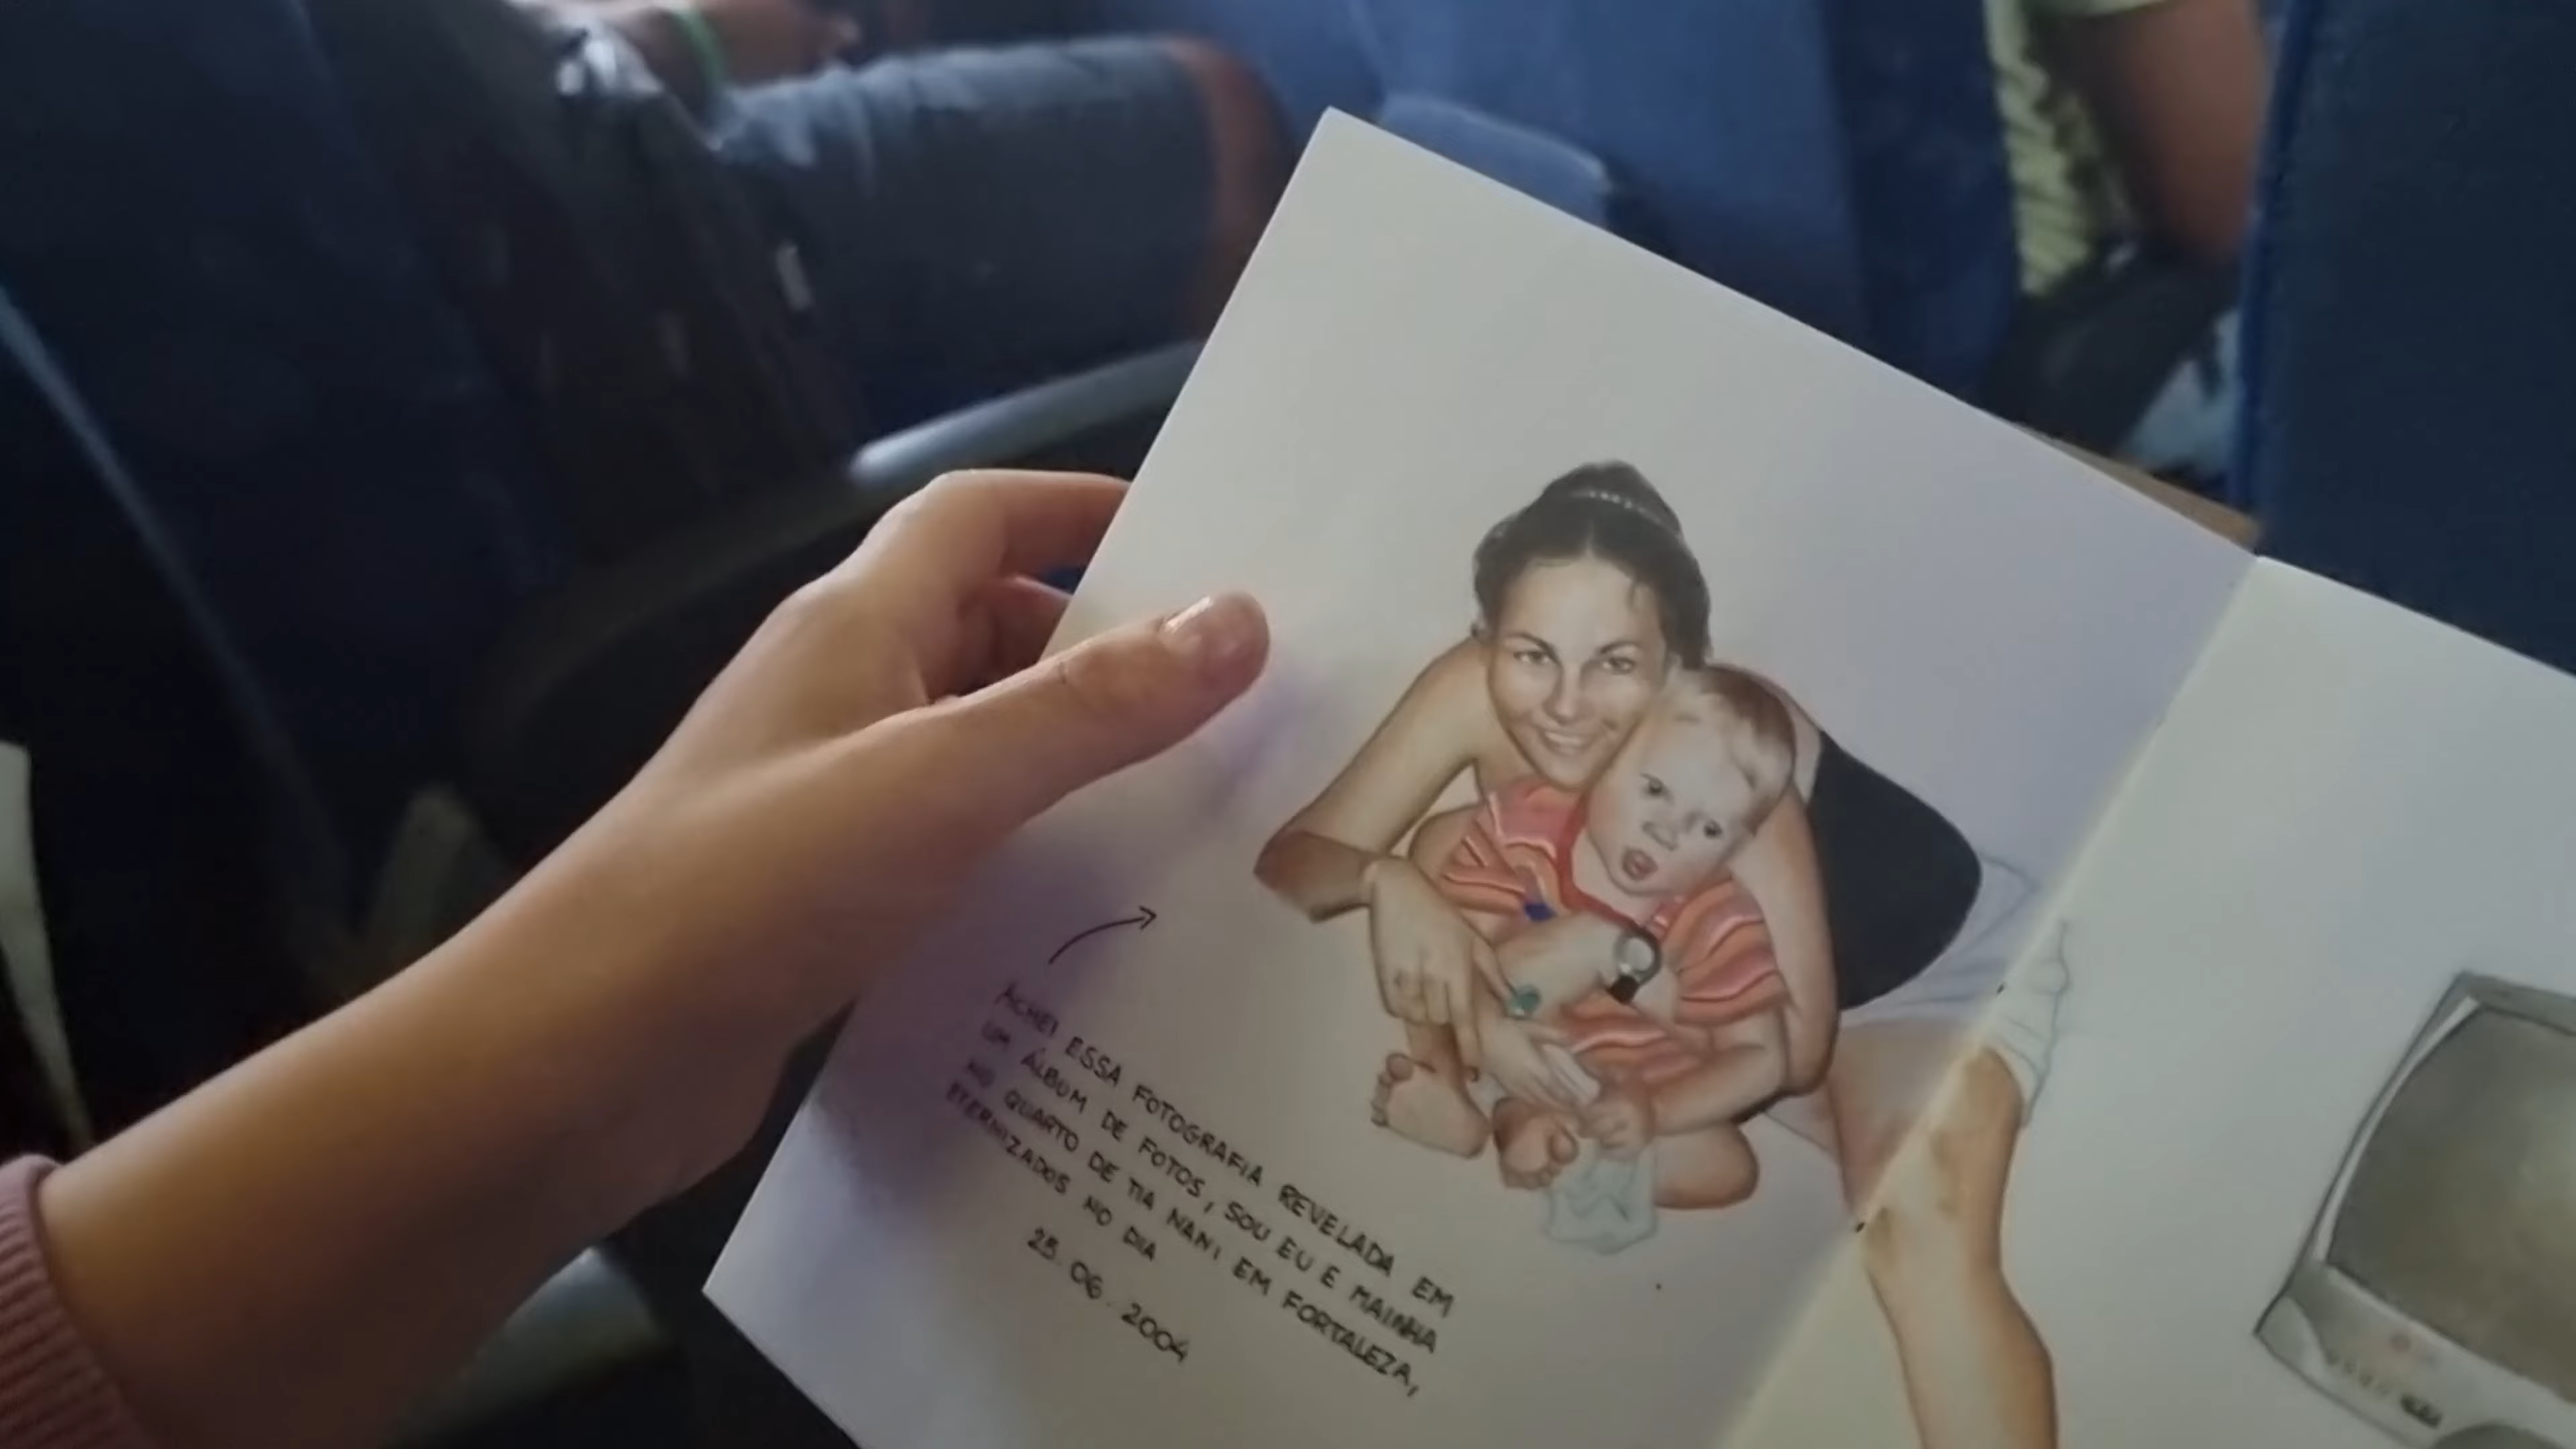 ACHEI ESSA FOTOGRAFIA REVELADA EM
UM ÁLBUM DE FOTOS, SOU EU E MAINHA
NO QUARTO DE TIA NANI EM FORTALEZA,
ETERNIZADOS NO DIA
25.06.2004